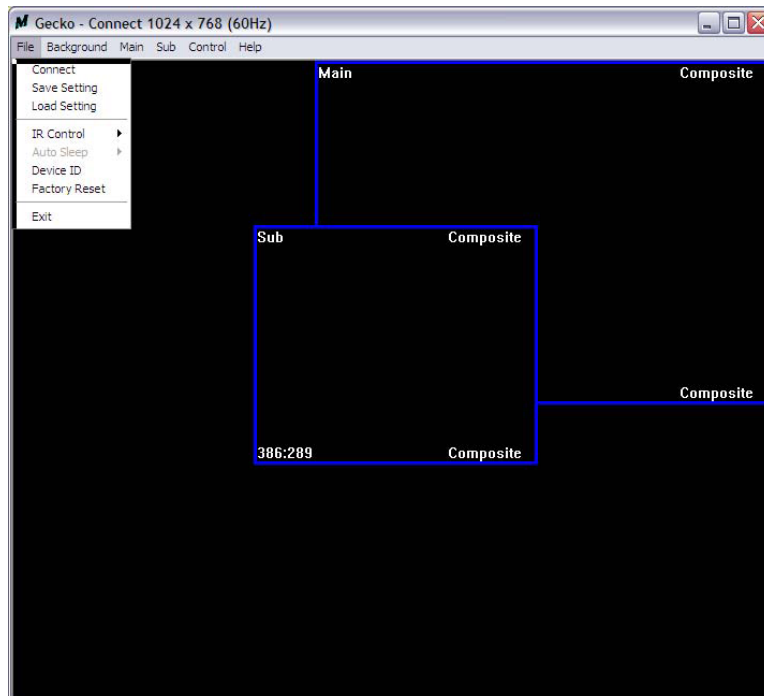 M Gecko - Connect 1024 x 768 (60Hz)
File Background Main Sub Control Help
Connect
Save Setting
Load Setting
IR Control
Auto Sleep
Device ID
Factory Reset
Exit
Main Composite
Sub Composite
Composite
386:289 Composite